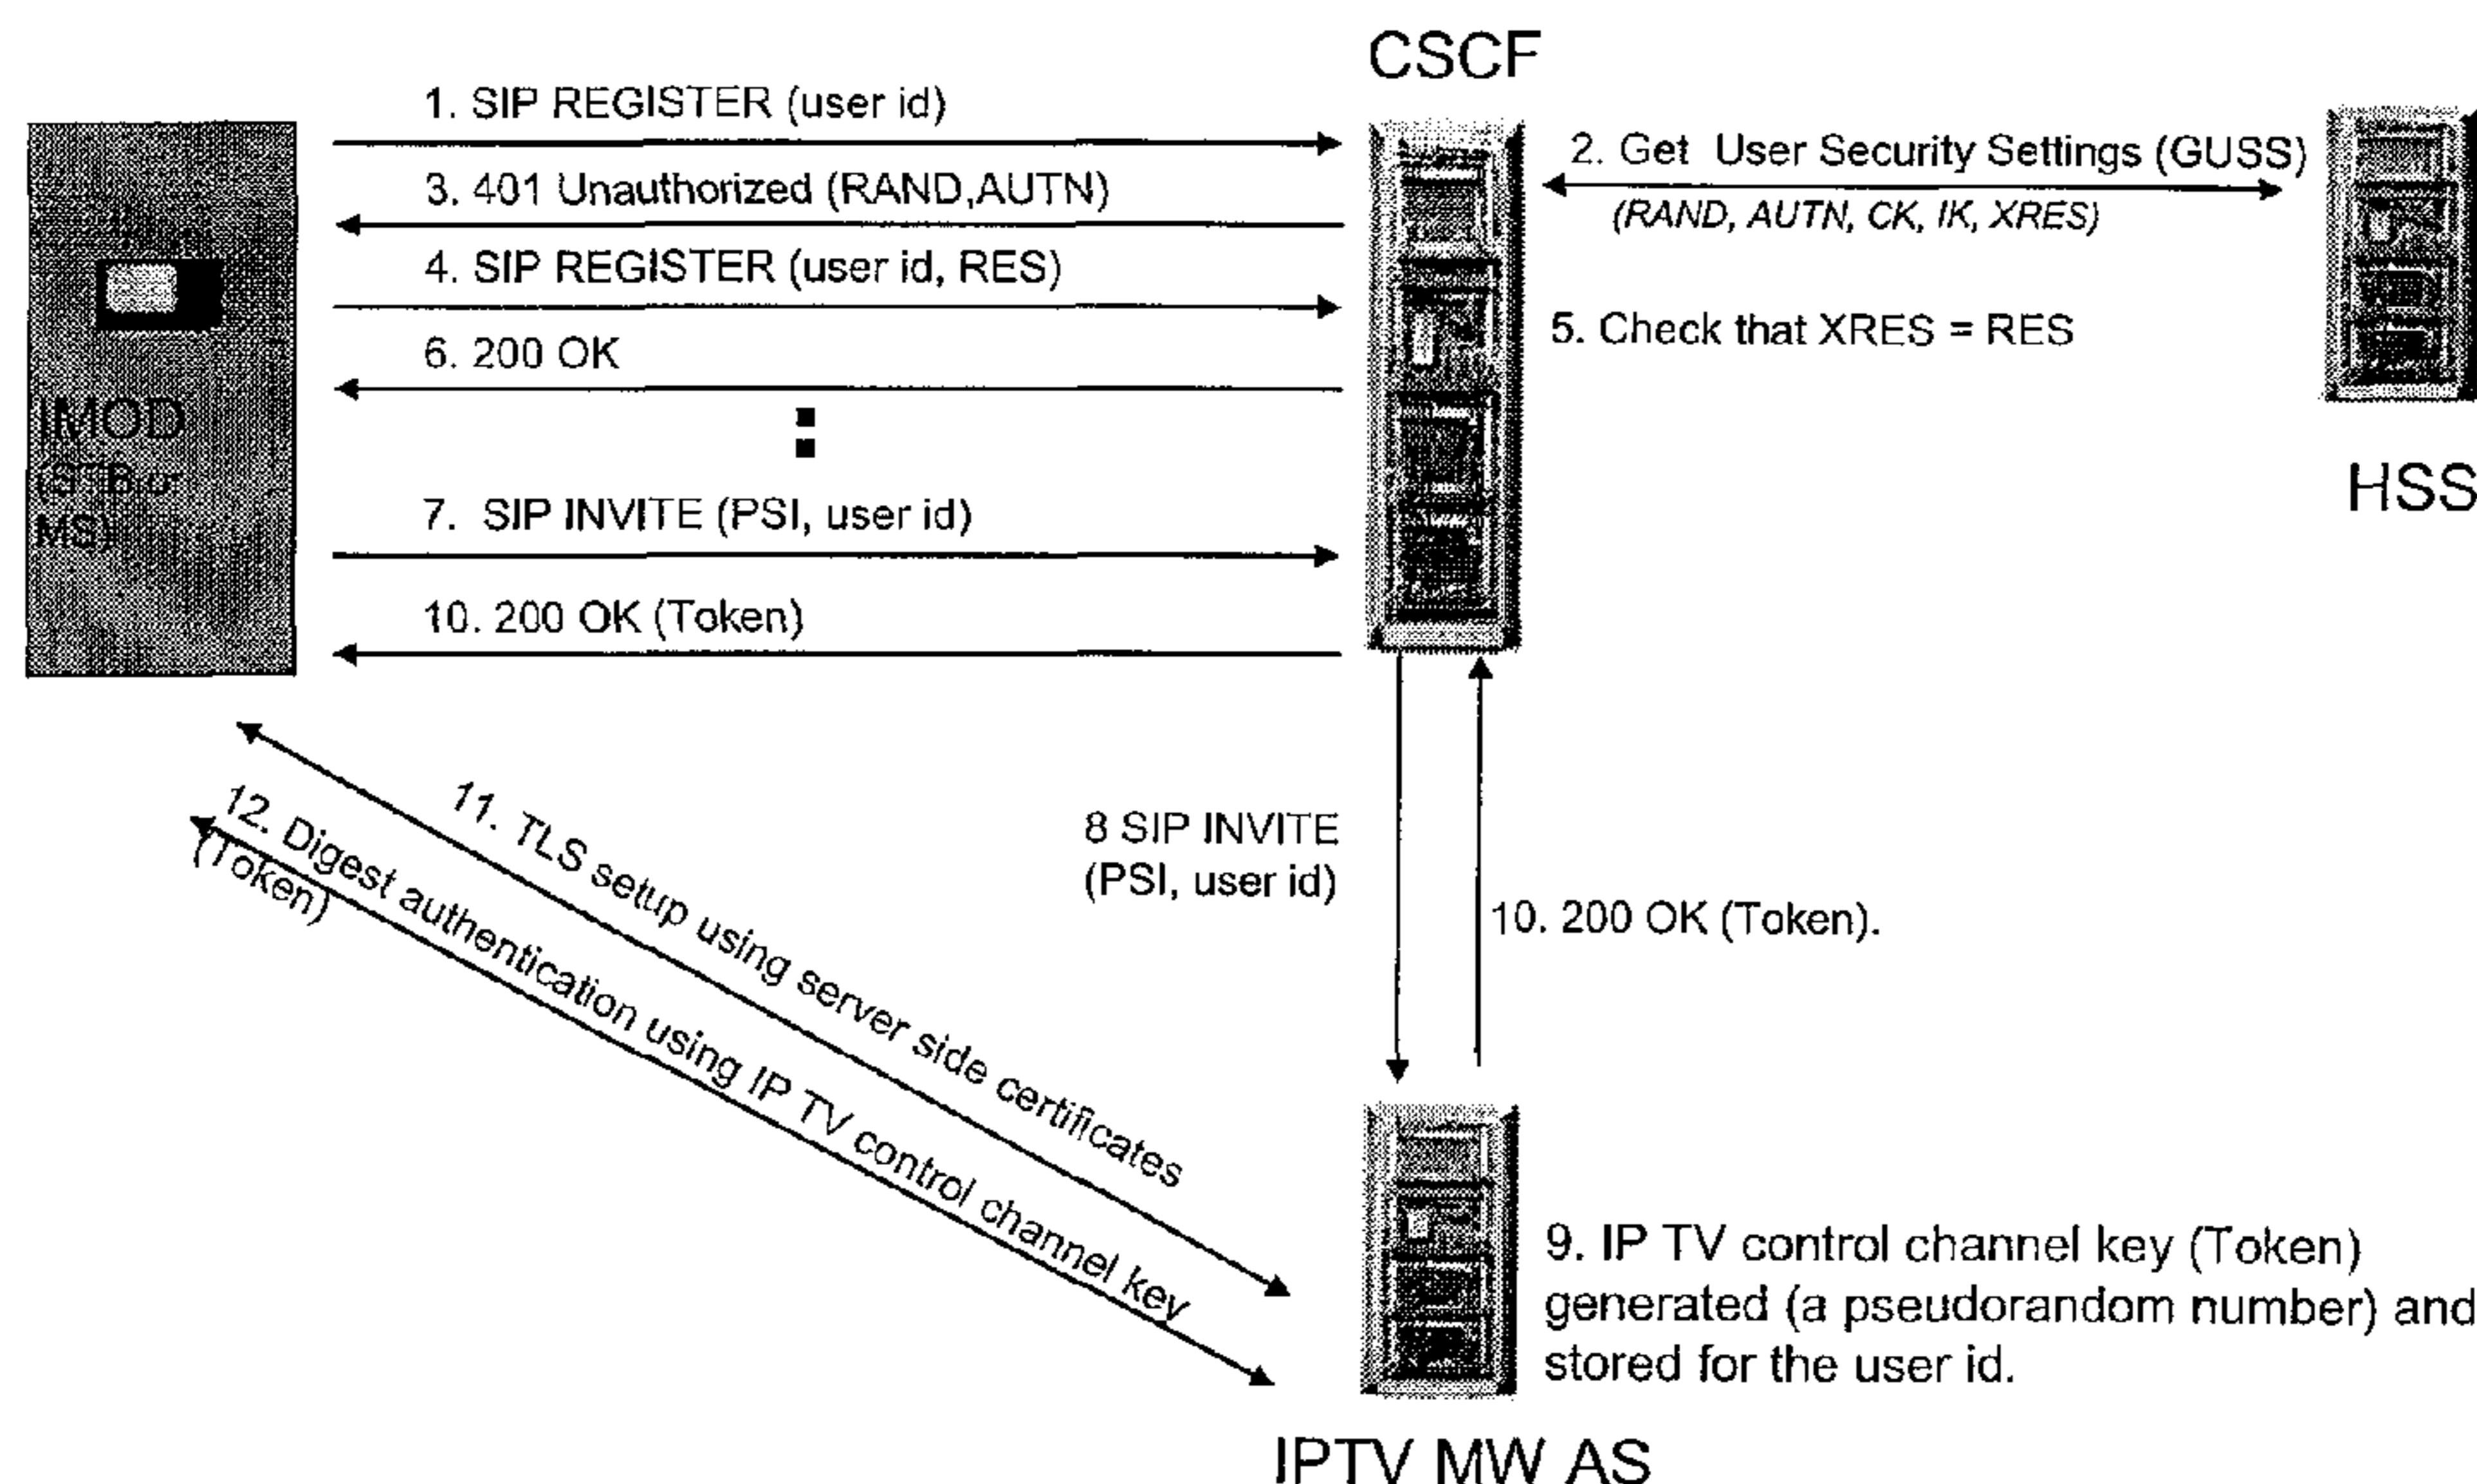 CSCF
1. SIP REGISTER (user id)
2. Get User Security Settings (GUSS)
(RAND, AUTN, CK, IK, XRES)
3. 401 Unauthorized (RAND,AUTN)
4. SIP REGISTER (user id, RES)
5. Check that XRES = RES
6. 200 OK
IMOD
(STB or
MS)
HSS
7. SIP INVITE (PSI, user id)
10. 200 OK (Token)
11. TLS setup using server side certificates
12. Digest authentication using IP TV control channel key
(Token)
8 SIP INVITE
(PSI, user id)
10. 200 OK (Token).
9. IP TV control channel key (Token)
generated (a pseudorandom number) and
stored for the user id.
IPTV MW AS